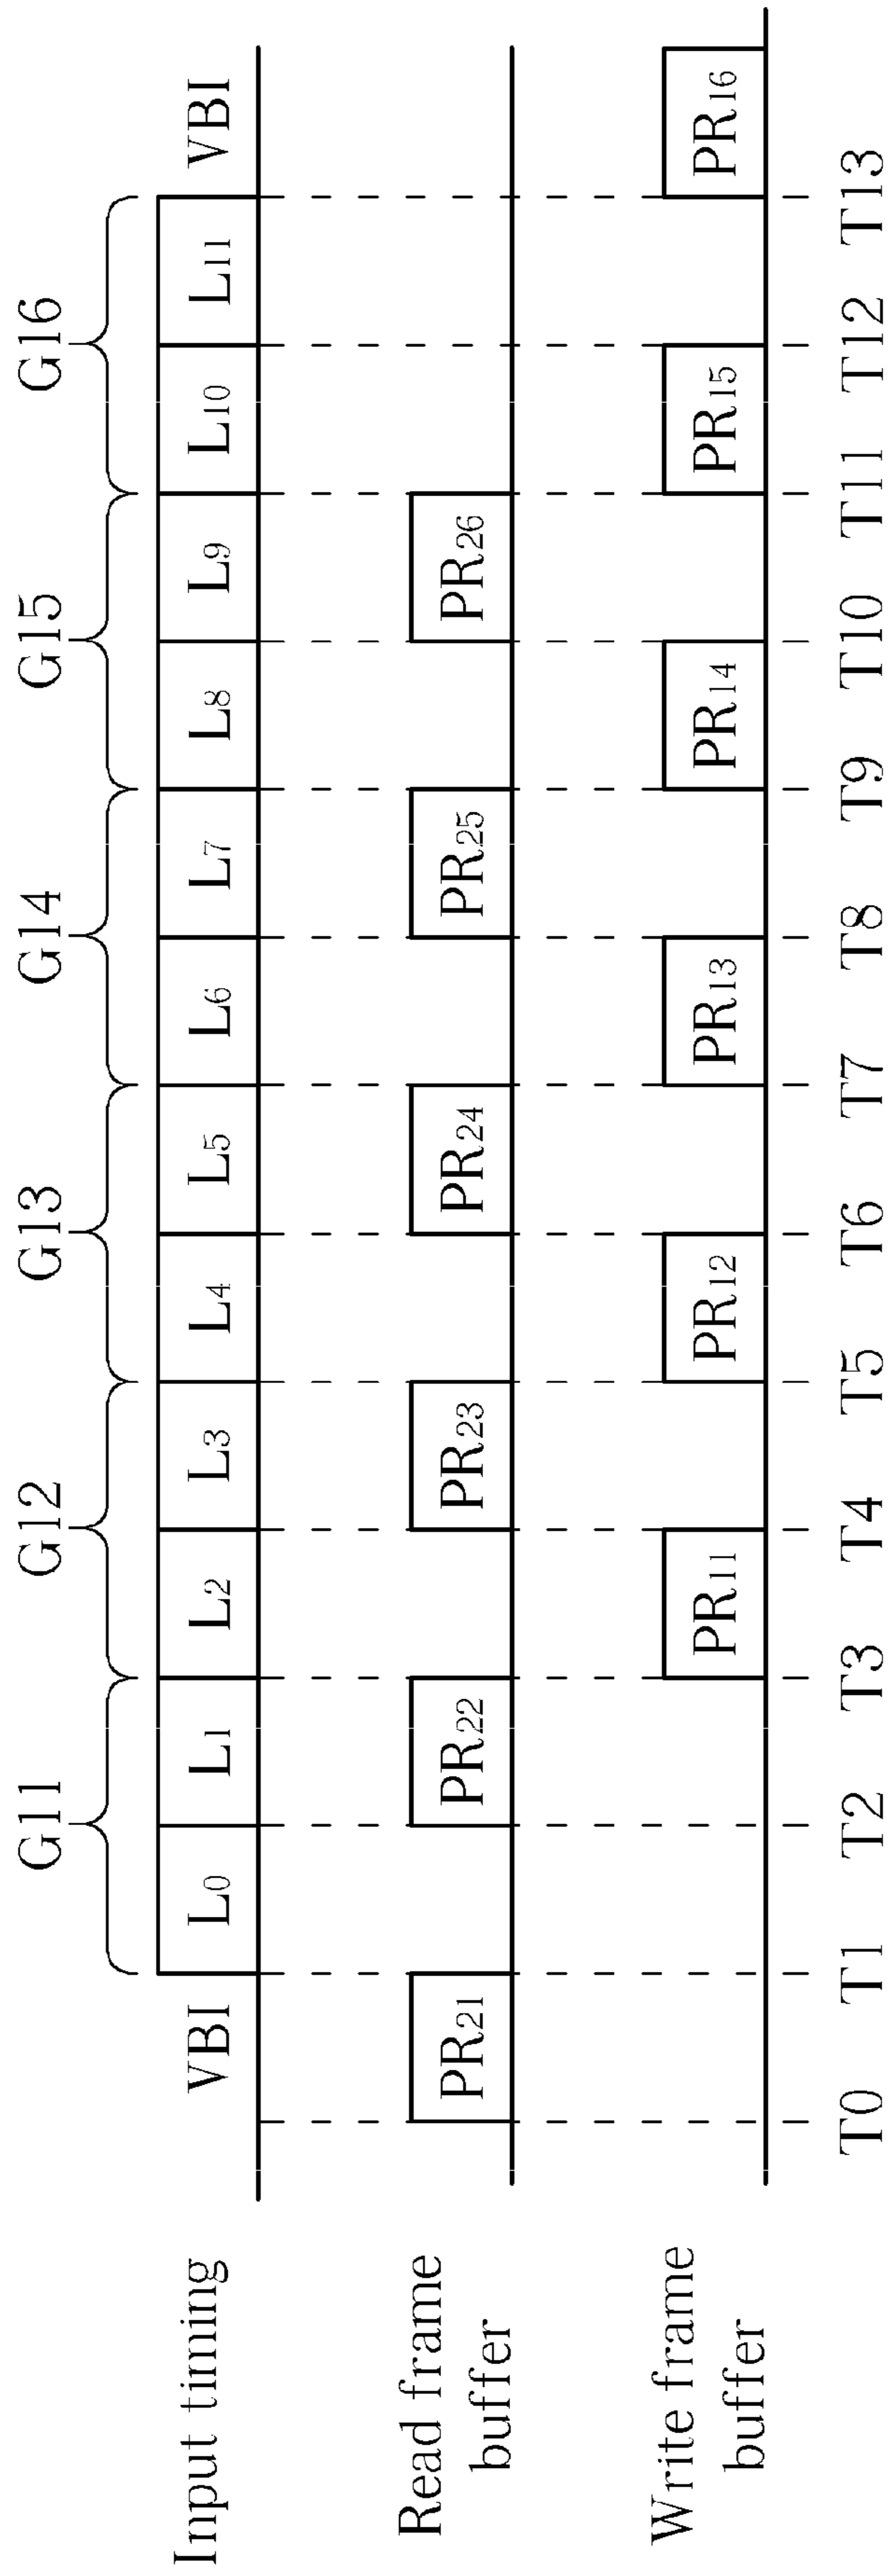 G11 G12 G13 G14 G15 G16
Input timing VBI L0 L1 L2 L3 L4 L5 L6 L7 L8 L9 L10 L11 VBI
Read frame
buffer
PR21 PR22 PR23 PR24 PR25 PR26
Write frame
buffer
PR11 PR12 PR13 PR14 PR15 PR16
T0 T1 T2 T3 T4 T5 T6 T7 T8 T9 T10 T11 T12 T13